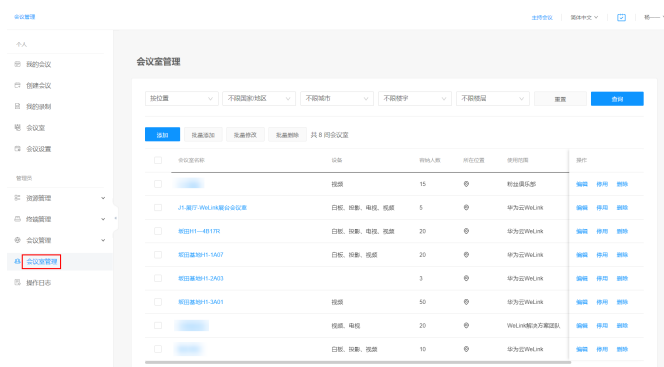 会议管理 出席会议 简体中文
个人
我的会议
创建会议
我的录制
会议室
会议设置
管理员
资源管理
终端管理
会议管理
会议室管理
操作日志
会议室管理
按位置 不限国家/地区 不限城市 不限楼宇 不限楼层 重置 查询
添加 批量添加 批量修改 批量删除 共 8 间会议室
会议室名称 设备 容纳人数 所在位置 使用范围 操作
视频 15 粉丝俱乐部 编辑 停用 删除
J1-展厅-WeLink展台会议室 白板、投影、电视、视频 5 华为云WeLink 编辑 停用 删除
坂田H1---4B17R 白板、投影、电视、视频 20 华为云WeLink 编辑 停用 删除
坂田基地H1-1A07 白板、投影、视频 20 华为云WeLink 编辑 停用 删除
坂田基地H1-2A03 3 华为云WeLink 编辑 停用 删除
坂田基地H1-3A01 视频 50 华为云WeLink 编辑 停用 删除
视频、电视 20 WeLink解决方案团队 编辑 停用 删除
白板、投影、视频 10 华为云WeLink 编辑 停用 删除